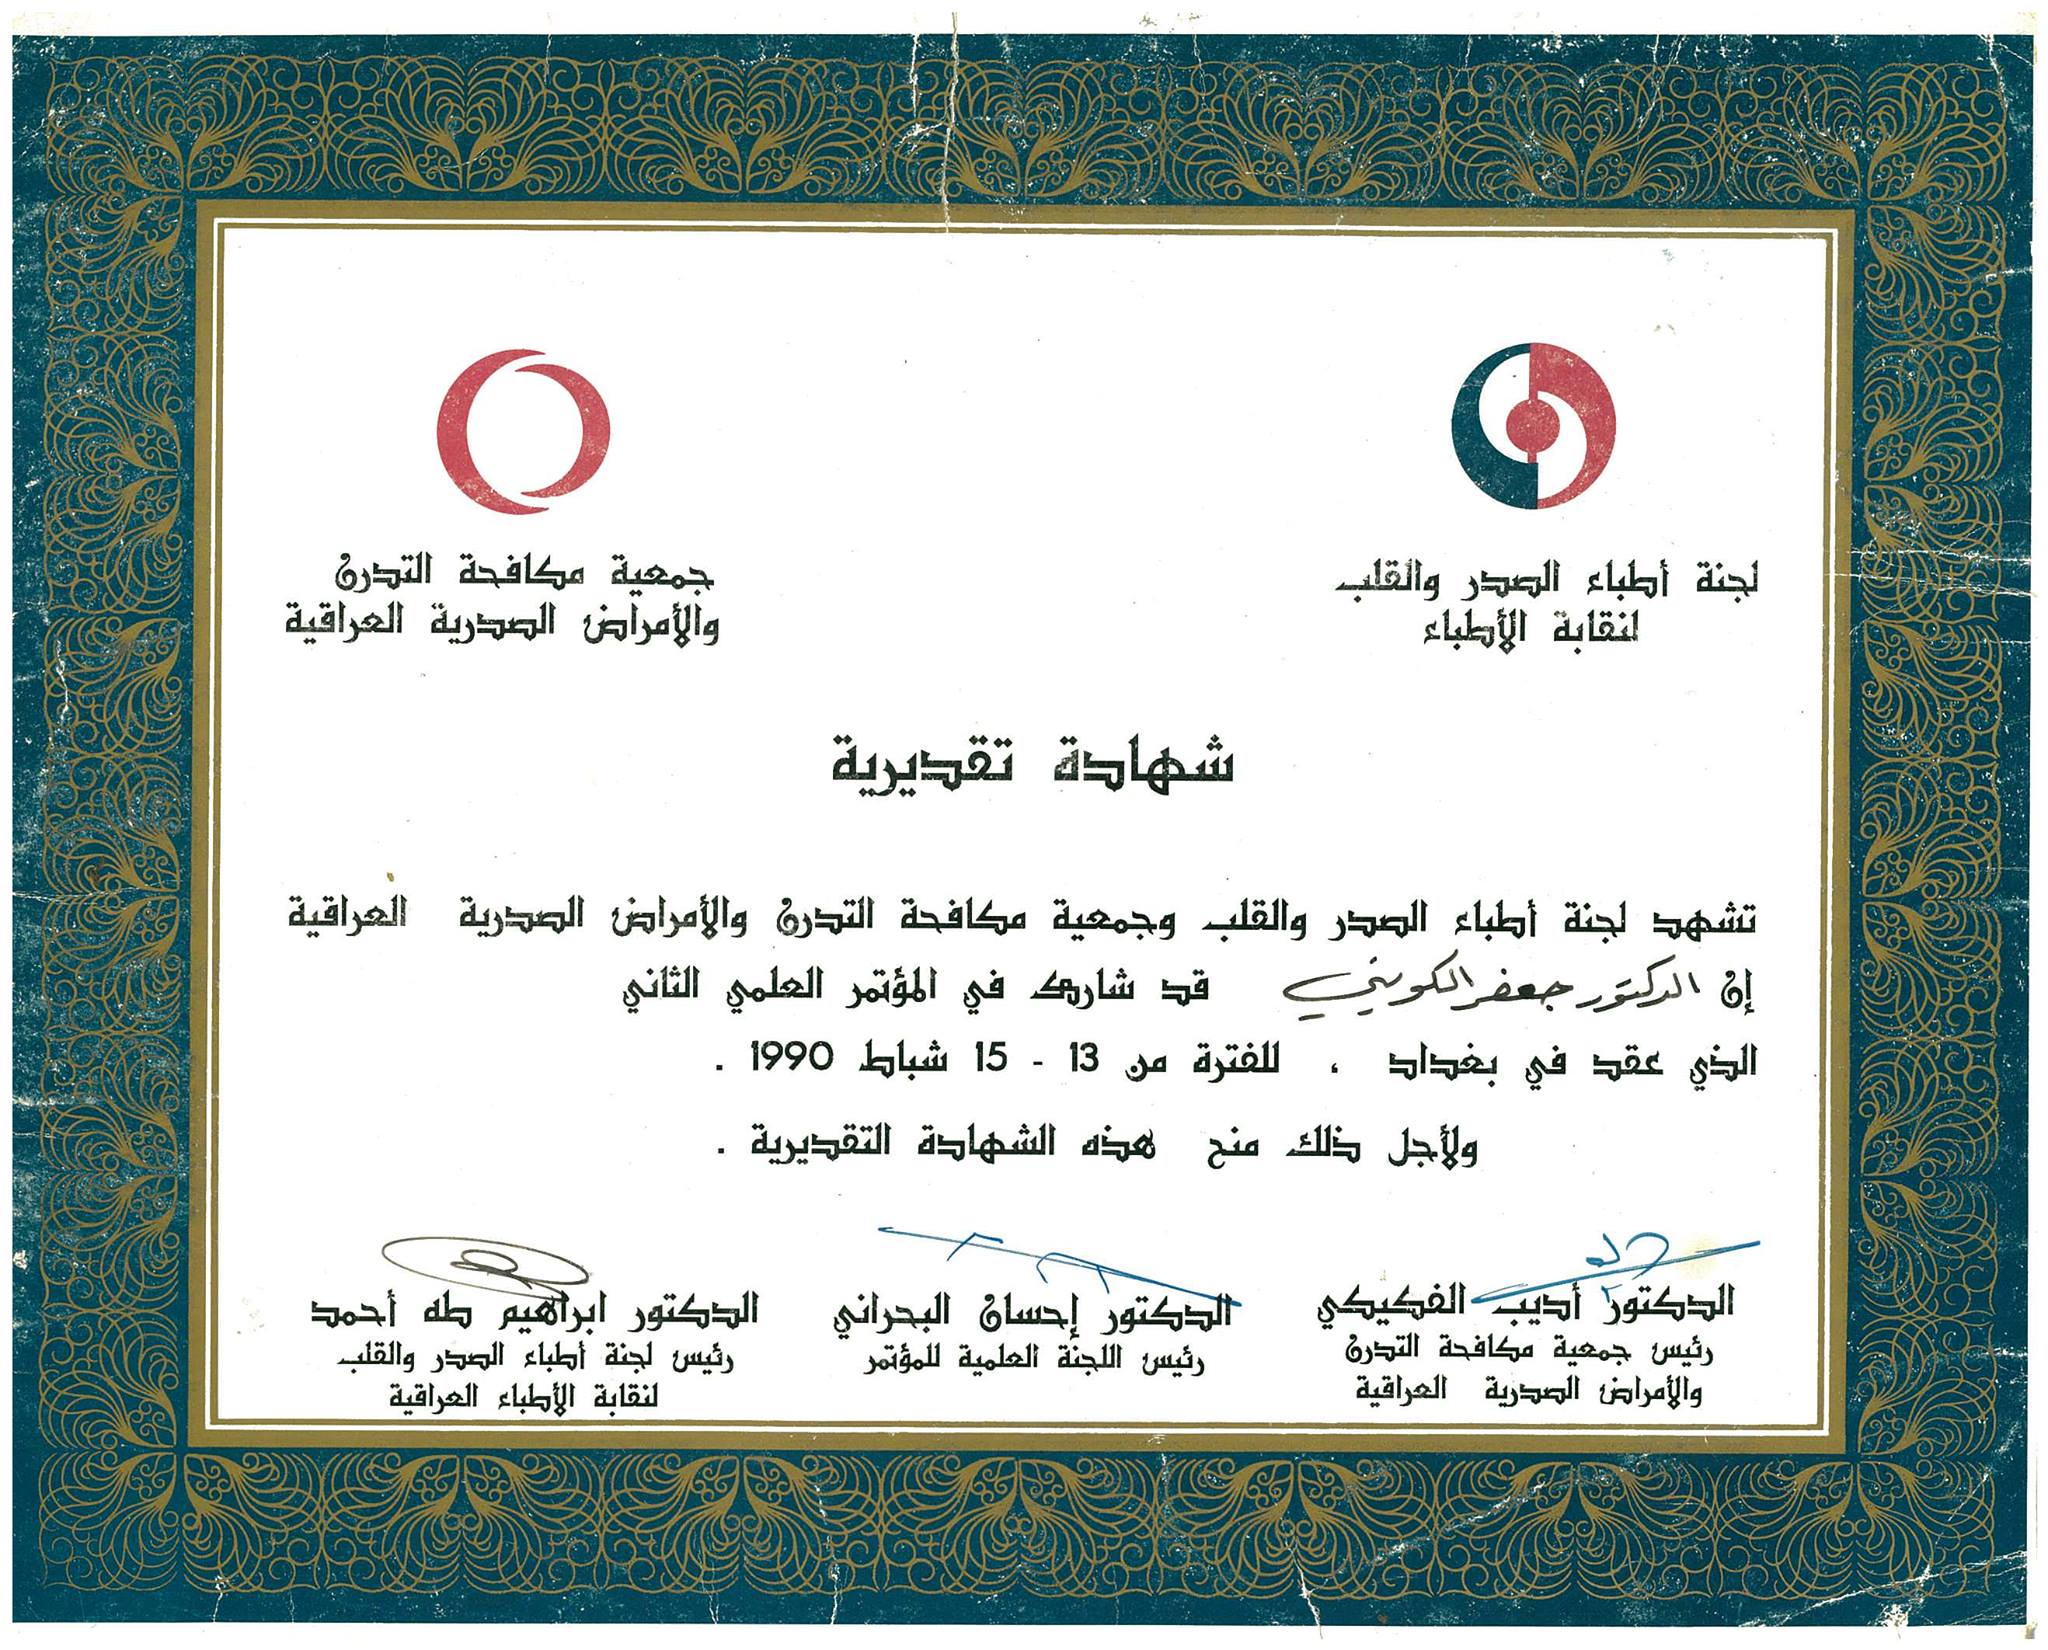 لجنة أطباء الصدر والقلب
لنقابة الأطباء
جمعية مكافحة التدرن
والأمراض الصدرية العراقية
شهادة تقديرية
تشهد لجنة أطباء الصدر والقلب وجمعية مكافحة التدرن والأمراض الصدرية العراقية
إن الدكتور جعفر الكويتي قد شارك في المؤتمر العلمي الثاني
الذي عقد في بغداد ، للفترة من 13 - 15 شباط 1990 .
ولأجل ذلك منح هذه الشهادة التقديرية .
الدكتور أديب الفكيكي
رئيس جمعية مكافحة التدرن
والأمراض الصدرية العراقية
الدكتور إحسان البحراني
رئيس اللجنة العلمية للمؤتمر
الدكتور ابراهيم طه أحمد
رئيس لجنة أطباء الصدر والقلب
لنقابة الأطباء العراقية